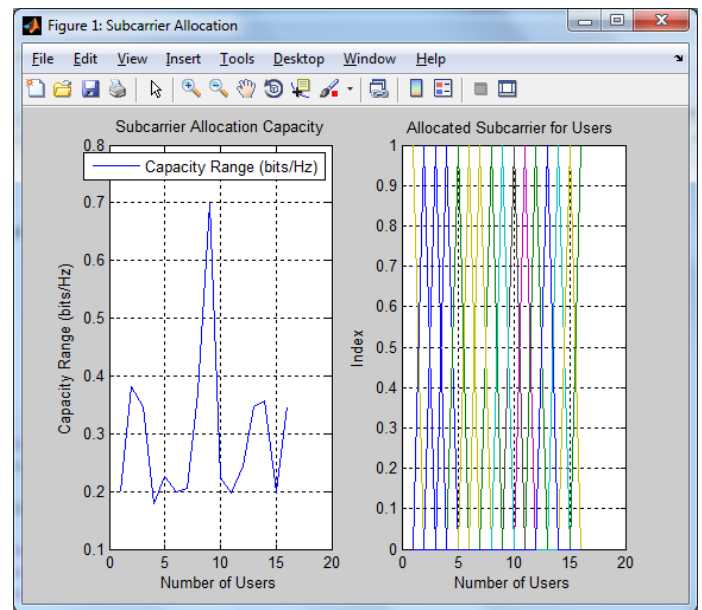 Figure 1: Subcarrier Allocation
File Edit View Insert Tools Desktop Window Help
Subcarrier Allocation Capacity
Capacity Range (bits/Hz)
Capacity Range (bits/Hz)
0.8
0.7
0.6
0.5
0.4
0.3
0.2
0.1
0 5 10 15 20
Number of Users
Allocated Subcarrier for Users
Index
1
0.9
0.8
0.7
0.6
0.5
0.4
0.3
0.2
0.1
0
0 5 10 15 20
Number of Users